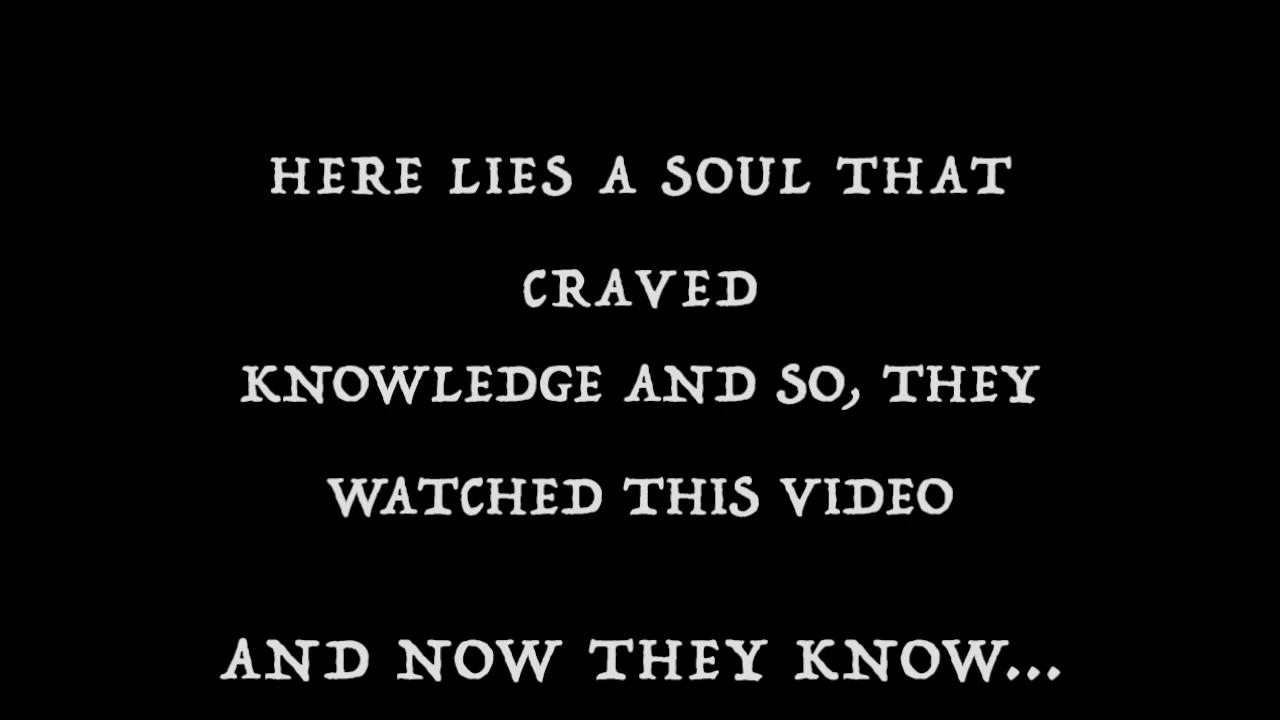 HERE LIES A SOUL THAT
CRAVED
KNOWLEDGE AND SO, THEY
WATCHED THIS VIDEO
AND NOW THEY KNOW...